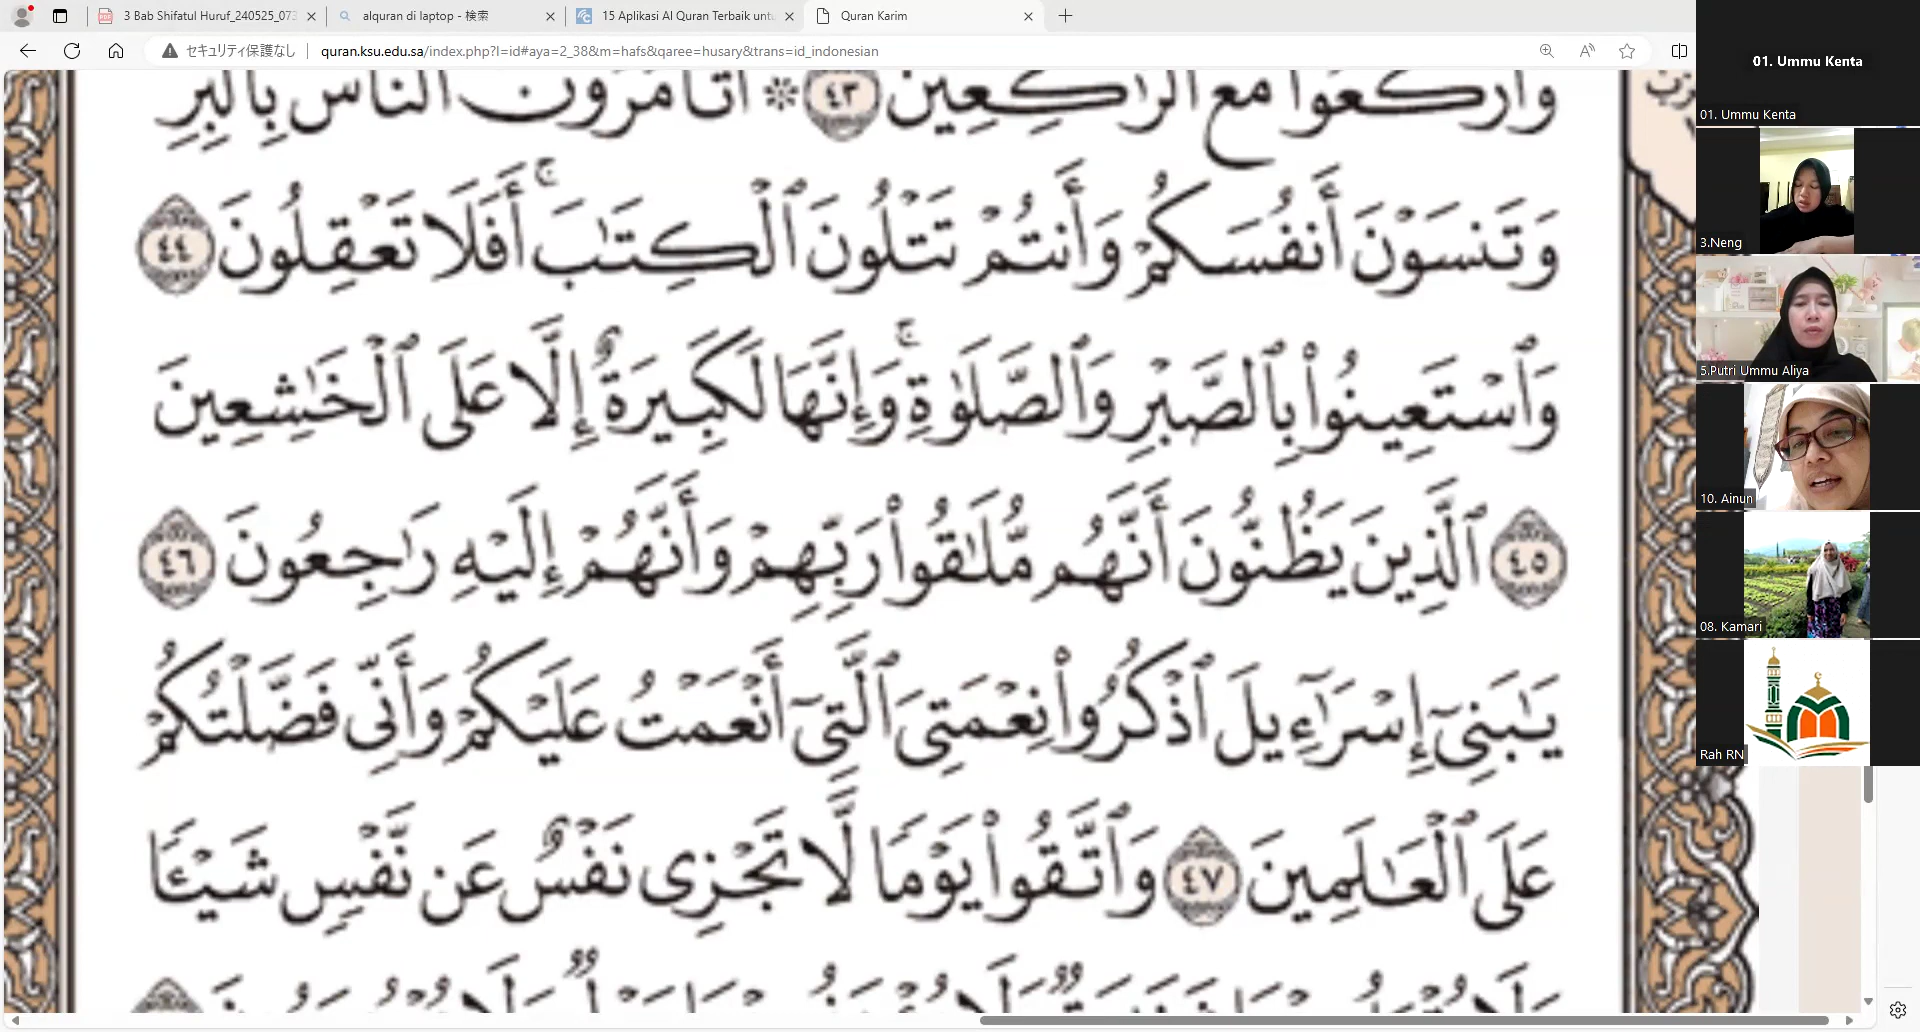 3 Bab Shifatul Huruf_240525_073
alquran di laptop - 検索
15 Aplikasi Al Quran Terbaik untu
Quran Karim
セキュリティ保護なし
quran.ksu.edu.sa/index.php?l=id#aya=2_38&m=hafs&qaree=husary&trans=id_indonesian
وَٱرْكَعُوا۟ مَعَ ٱلرَّٰكِعِينَ ٤٣ ۞ أَتَأْمُرُونَ ٱلنَّاسَ بِٱلْبِرِّ
وَتَنسَوْنَ أَنفُسَكُمْ وَأَنتُمْ تَتْلُونَ ٱلْكِتَٰبَ ۚ أَفَلَا تَعْقِلُونَ ٤٤
وَٱسْتَعِينُوا۟ بِٱلصَّبْرِ وَٱلصَّلَوٰةِ ۚ وَإِنَّهَا لَكَبِيرَةٌ إِلَّا عَلَى ٱلْخَٰشِعِينَ
٤٥ ٱلَّذِينَ يَظُنُّونَ أَنَّهُم مُّلَٰقُوا۟ رَبِّهِمْ وَأَنَّهُمْ إِلَيْهِ رَٰجِعُونَ ٤٦
يَٰبَنِىٓ إِسْرَٰٓءِيلَ ٱذْكُرُوا۟ نِعْمَتِىَ ٱلَّتِىٓ أَنْعَمْتُ عَلَيْكُمْ وَأَنِّى فَضَّلْتُكُمْ
عَلَى ٱلْعَٰلَمِينَ ٤٧ وَٱتَّقُوا۟ يَوْمًا لَّا تَجْزِى نَفْسٌ عَن نَّفْسٍ شَيْـًٔا
01. Ummu Kenta
01. Ummu Kenta
3.Neng
5.Putri Ummu Aliya
10. Ainun
08. Kamari
Rah RN